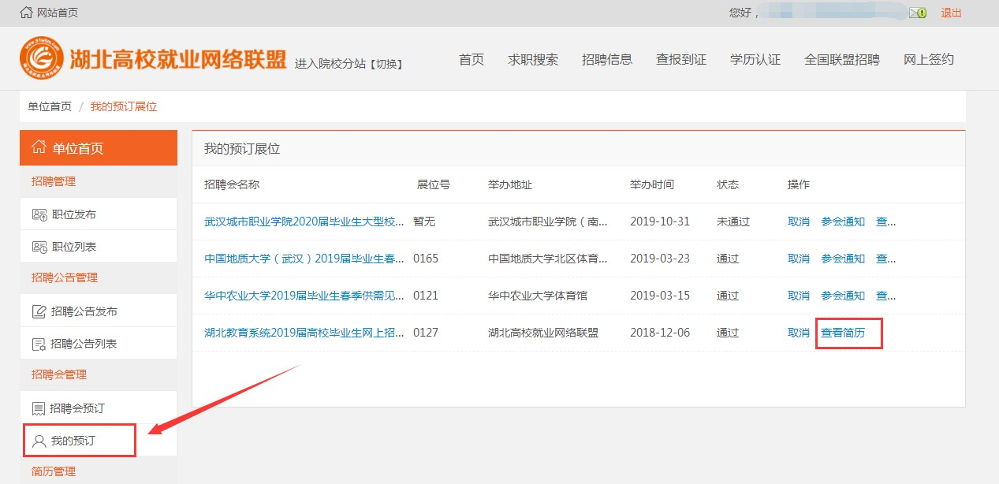 网站首页 您好， 退出
湖北高校就业网络联盟 进入院校分站【切换】 首页 求职搜索 招聘信息 查报到证 学历认证 全国联盟招聘 网上签约
单位首页 / 我的预订展位
单位首页
招聘管理
职位发布
职位列表
招聘公告管理
招聘公告发布
招聘公告列表
招聘会管理
招聘会预订
我的预订
简历管理
我的预订展位
招聘会名称 展位号 举办地址 举办时间 状态 操作
武汉城市职业学院2020届毕业生大型校... 暂无 武汉城市职业学院（南... 2019-10-31 未通过 取消 参会通知 查...
中国地质大学（武汉）2019届毕业生春... 0165 中国地质大学北区体育... 2019-03-23 通过 取消 参会通知 查...
华中农业大学2019届毕业生春季供需见... 0121 华中农业大学体育馆 2019-03-15 通过 取消 参会通知 查...
湖北教育系统2019届高校毕业生网上招... 0127 湖北高校就业网络联盟 2018-12-06 通过 取消 查看简历